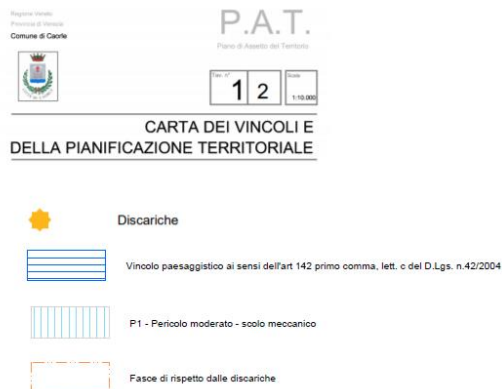 Regione Veneto
Provincia di Venezia
Comune di Caorle
P.A.T.
Piano di Assetto del Territorio
Tav. n°
1 2
Scala
1:10.000
CARTA DEI VINCOLI E
DELLA PIANIFICAZIONE TERRITORIALE
Discariche
Vincolo paesaggistico ai sensi dell'art 142 primo comma, lett. c del D.Lgs. n.42/2004
P1 - Pericolo moderato - scolo meccanico
Fasce di rispetto dalle discariche